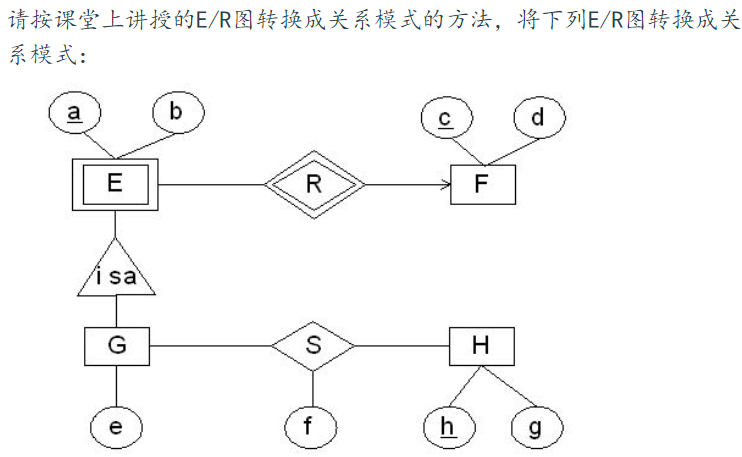 请按课堂上讲授的E/R图转换成关系模式的方法，将下列E/R图转换成关
系模式：
a b c d
E R F
isa
G S H
e f h g